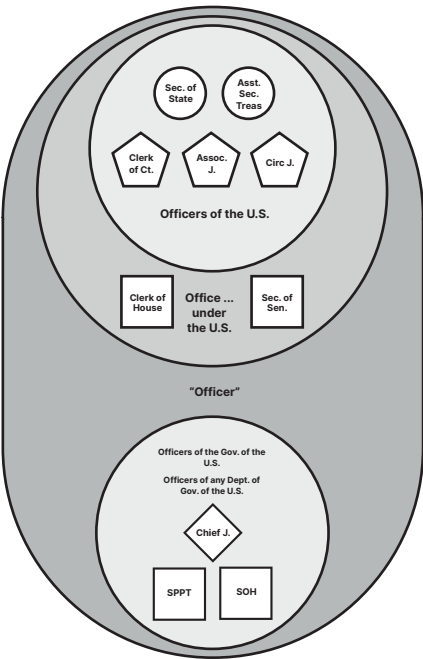 Sec. of
State
Asst.
Sec.
Treas
Clerk
of Ct.
Assoc.
J.
Circ J.
Officers of the U.S.
Clerk of
House
Office ...
under
the U.S.
Sec. of
Sen.
“Officer”
Officers of the Gov. of the
U.S.
Officers of any Dept. of
Gov. of the U.S.
Chief J.
SPPT
SOH